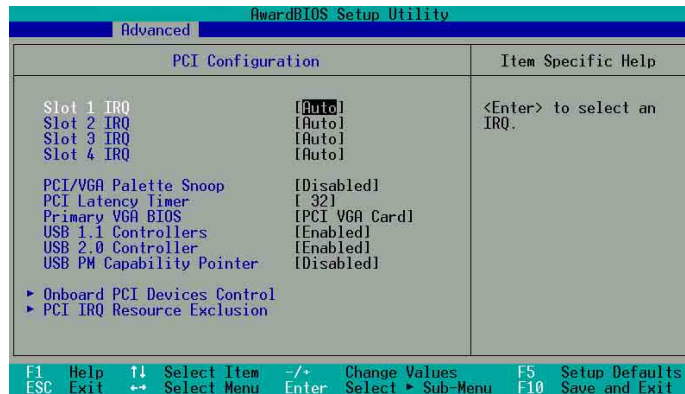 AwardBIOS Setup Utility
Advanced
PCI Configuration
Item Specific Help
Slot 1 IRQ [Auto]
Slot 2 IRQ [Auto]
Slot 3 IRQ [Auto]
Slot 4 IRQ [Auto]
<Enter> to select an
IRQ.
PCI/VGA Palette Snoop [Disabled]
PCI Latency Timer [ 32]
Primary VGA BIOS [PCI VGA Card]
USB 1.1 Controllers [Enabled]
USB 2.0 Controller [Enabled]
USB PM Capability Pointer [Disabled]
► Onboard PCI Devices Control
► PCI IRQ Resource Exclusion
F1 Help ↑↓ Select Item -/+ Change Values F5 Setup Defaults
ESC Exit ←→ Select Menu Enter Select ► Sub-Menu F10 Save and Exit